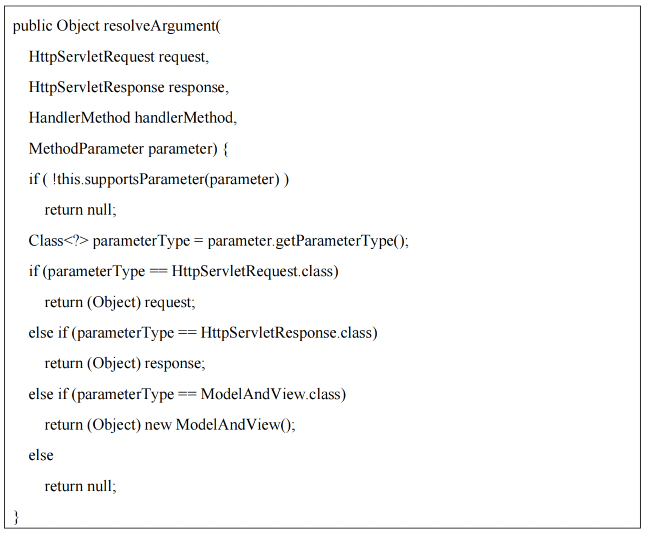 public Object resolveArgument(
HttpServletRequest request,
HttpServletResponse response,
HandlerMethod handlerMethod,
MethodParameter parameter) {
if ( !this.supportsParameter(parameter) )
return null;
Class<?> parameterType = parameter.getParameterType();
if (parameterType == HttpServletRequest.class)
return (Object) request;
else if (parameterType == HttpServletResponse.class)
return (Object) response;
else if (parameterType == ModelAndView.class)
return (Object) new ModelAndView();
else
return null;
}